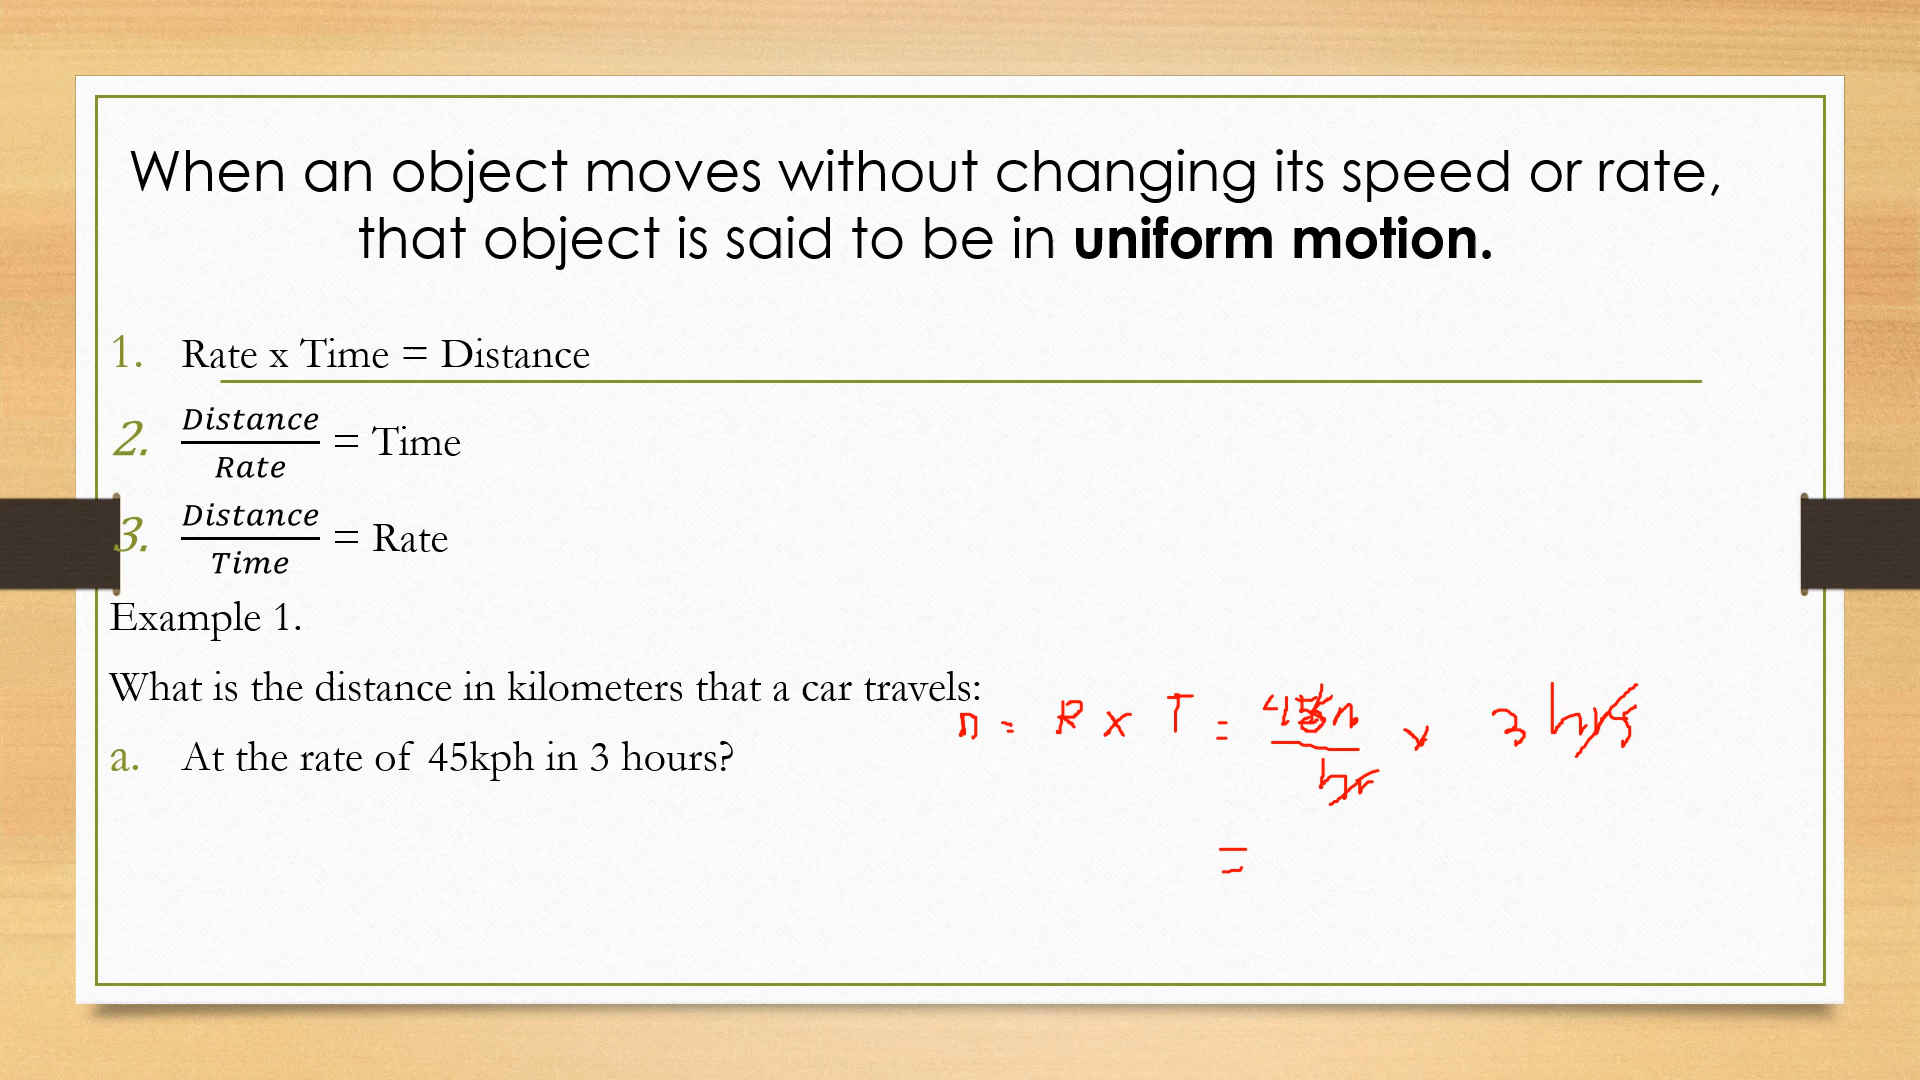 When an object moves without changing its speed or rate,
that object is said to be in uniform motion.
1. Rate x Time = Distance
2. Distance/Rate = Time
3. Distance/Time = Rate
Example 1.
What is the distance in kilometers that a car travels:
a. At the rate of 45kph in 3 hours?
D = R x T = 45km/hr x 3 hrs
=